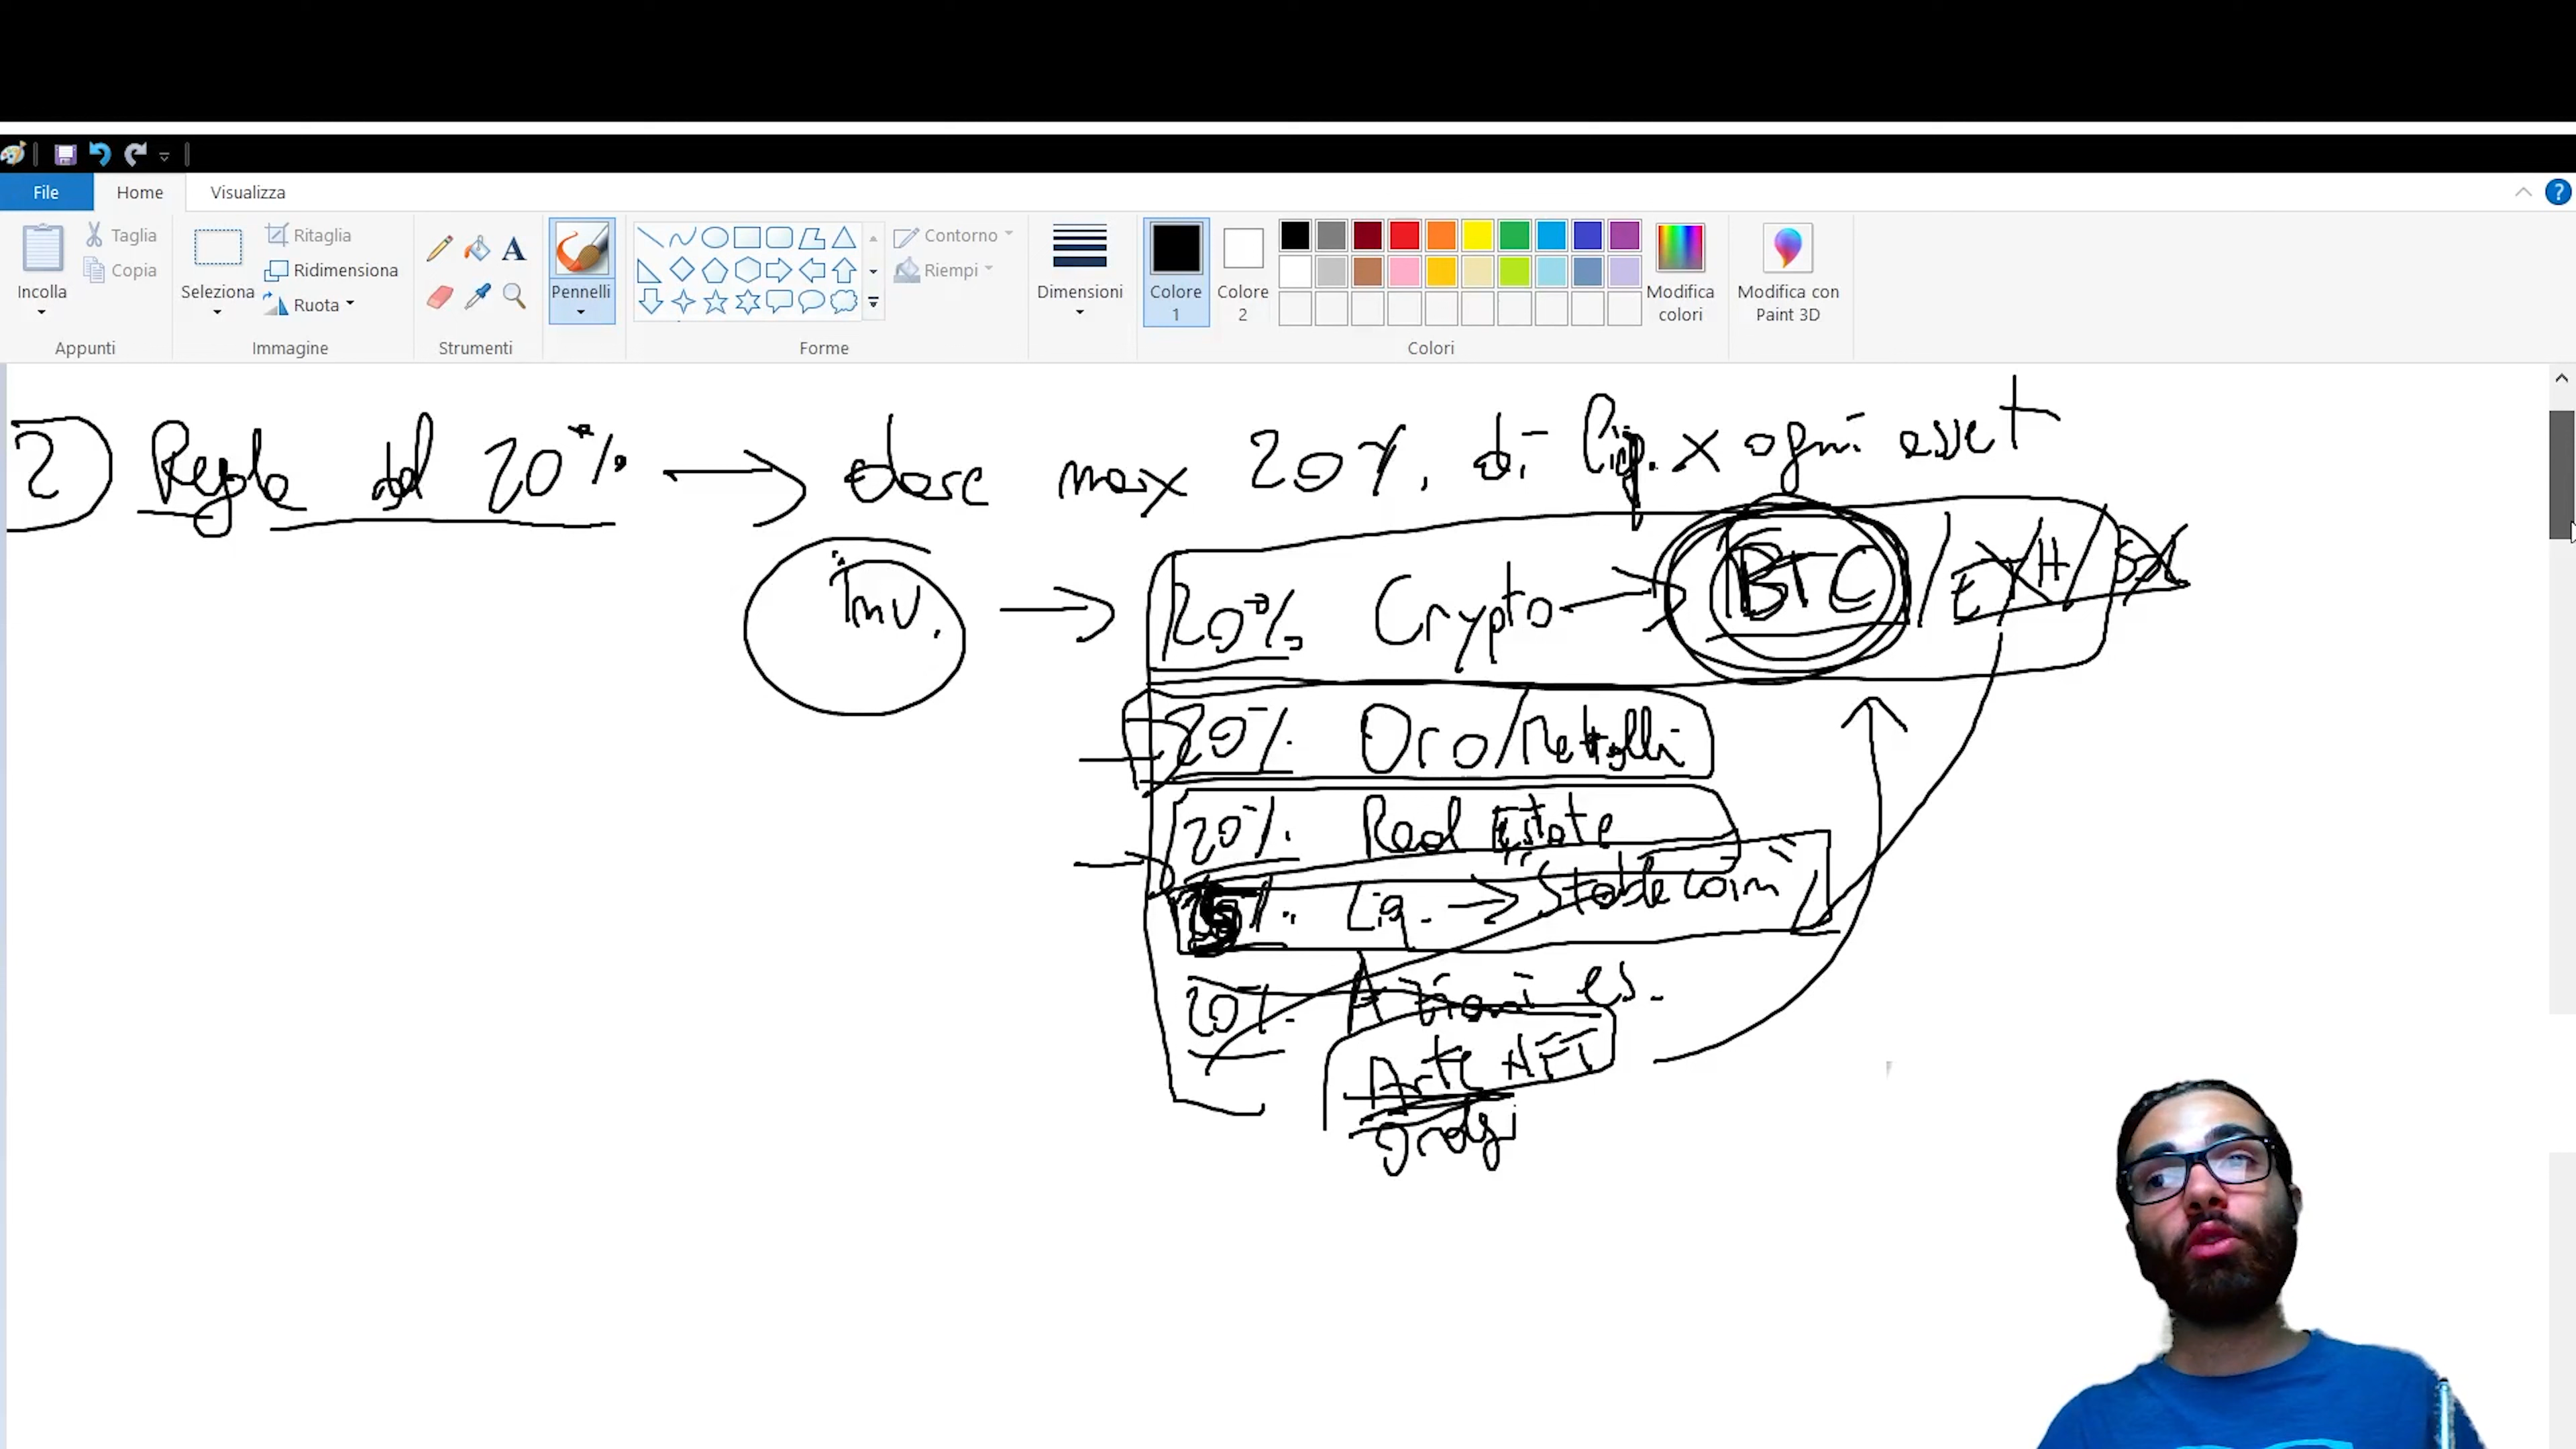 File Home Visualizza
Incolla Taglia Copia Appunti
Seleziona Ritaglia Ridimensiona Ruota Immagine
A Strumenti
Pennelli
Forme Contorno Riempi
Dimensioni
Colore 1 Colore 2 Modifica colori Colori
Modifica con Paint 3D
2) Regola del 20% → dare max 20%. di liq. x ogni asset
Inv. → 20% Crypto → BTC / ETH /
20%. Oro/Metalli
20%. Real Estate
5%. Liq. → Stable coin
20%. Azioni es.
Arte NFT